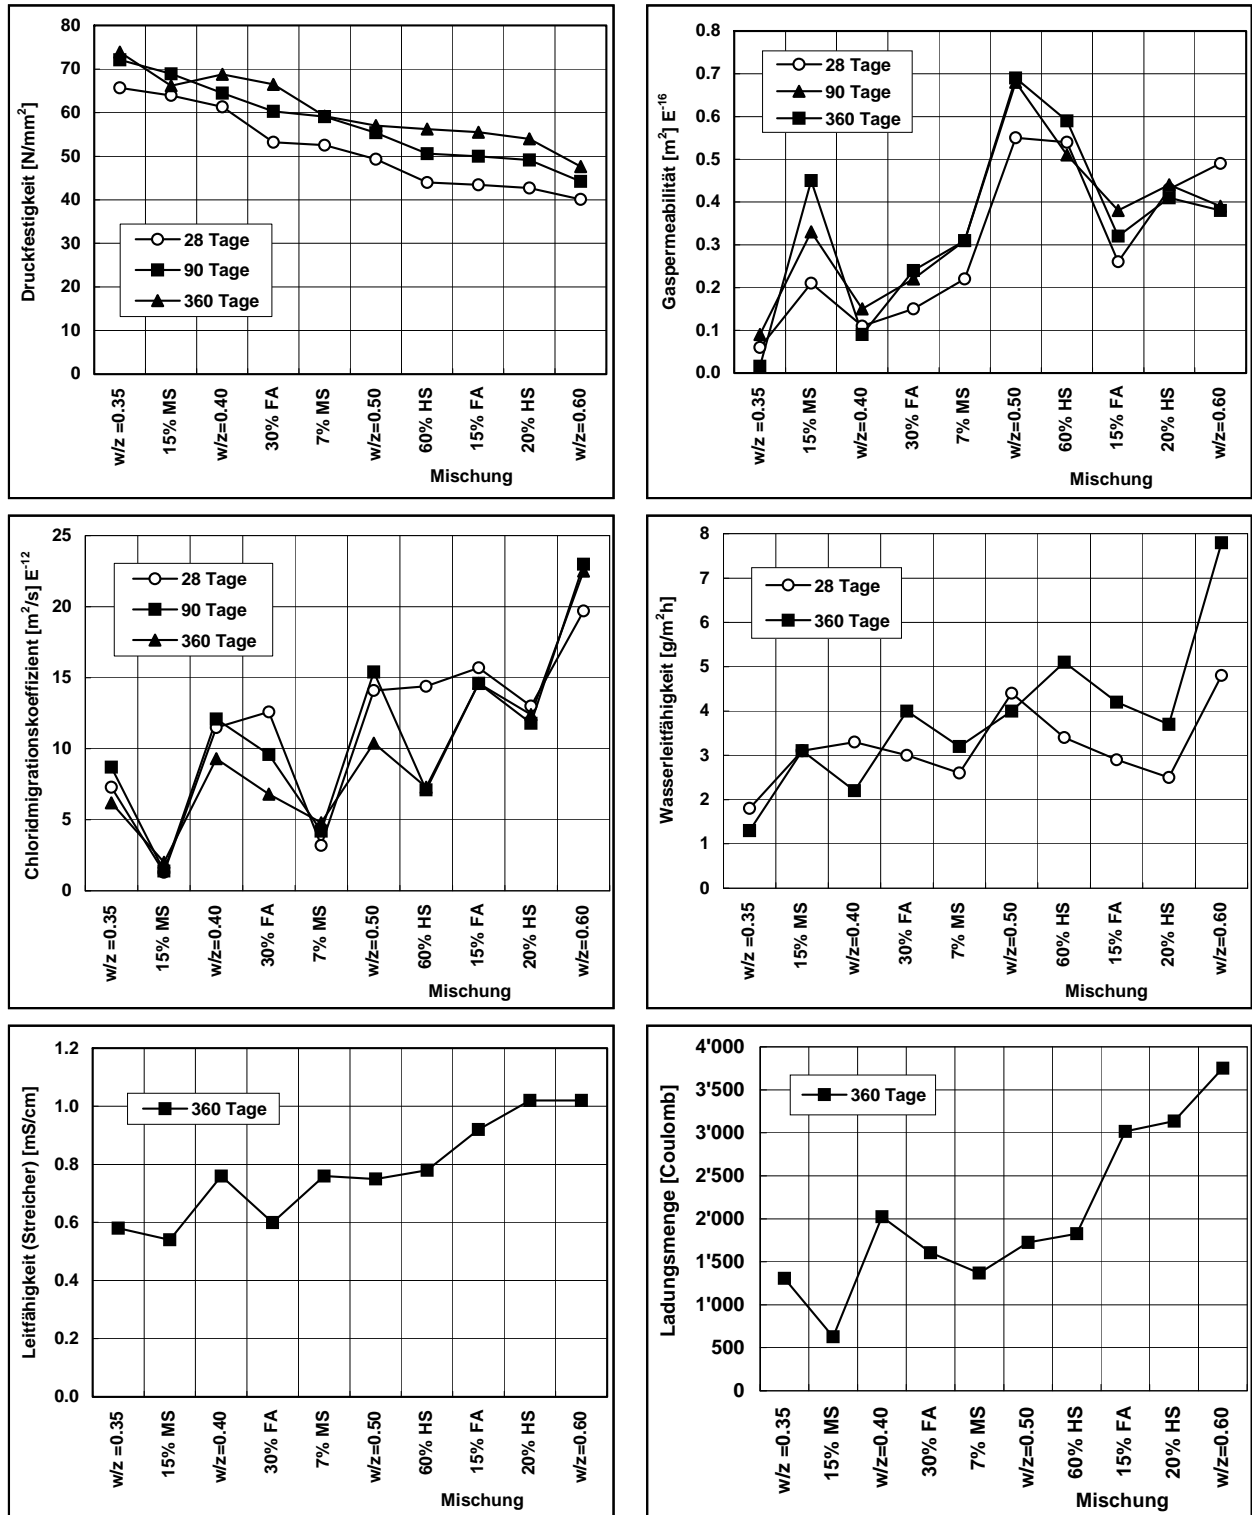 Druckfestigkeit [N/mm²]
80
70
60
50
40
30
20
10
0
28 Tage
90 Tage
360 Tage
w/z =0.35
15% MS
w/z=0.40
30% FA
7% MS
w/z=0.50
60% HS
15% FA
20% HS
w/z=0.60
Mischung
Gaspermeabilität [m²] E⁻¹⁶
0.8
0.7
0.6
0.5
0.4
0.3
0.2
0.1
0.0
28 Tage
90 Tage
360 Tage
w/z =0.35
15% MS
w/z=0.40
30% FA
7% MS
w/z=0.50
60% HS
15% FA
20% HS
w/z=0.60
Mischung
Chloridmigrationskoeffizient [m²/s] E⁻¹²
25
20
15
10
5
0
28 Tage
90 Tage
360 Tage
w/z =0.35
15% MS
w/z=0.40
30% FA
7% MS
w/z=0.50
60% HS
15% FA
20% HS
w/z=0.60
Mischung
Wasserleitfähigkeit [g/m²h]
8
7
6
5
4
3
2
1
0
28 Tage
360 Tage
w/z =0.35
15% MS
w/z=0.40
30% FA
7% MS
w/z=0.50
60% HS
15% FA
20% HS
w/z=0.60
Mischung
Leitfähigkeit (Streicher) [mS/cm]
1.2
1.0
0.8
0.6
0.4
0.2
0.0
360 Tage
w/z =0.35
15% MS
w/z=0.40
30% FA
7% MS
w/z=0.50
60% HS
15% FA
20% HS
w/z=0.60
Mischung
Ladungsmenge [Coulomb]
4'000
3'500
3'000
2'500
2'000
1'500
1'000
500
0
360 Tage
w/z =0.35
15% MS
w/z=0.40
30% FA
7% MS
w/z=0.50
60% HS
15% FA
20% HS
w/z=0.60
Mischung